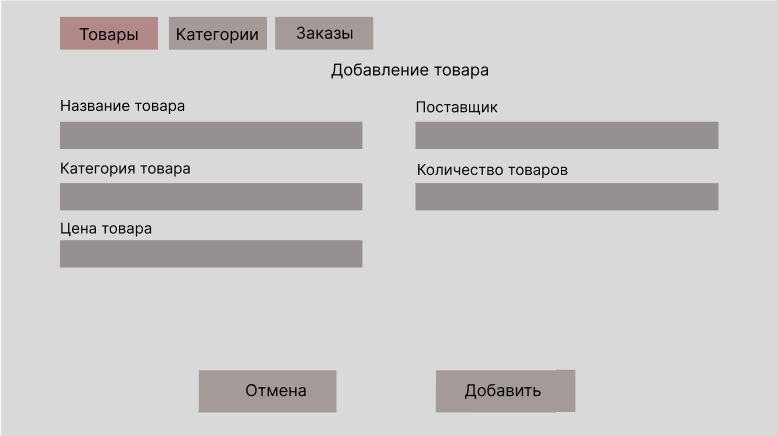 Товары Категории Заказы
Добавление товара
Название товара
Поставщик
Категория товара
Количество товаров
Цена товара
Отмена Добавить